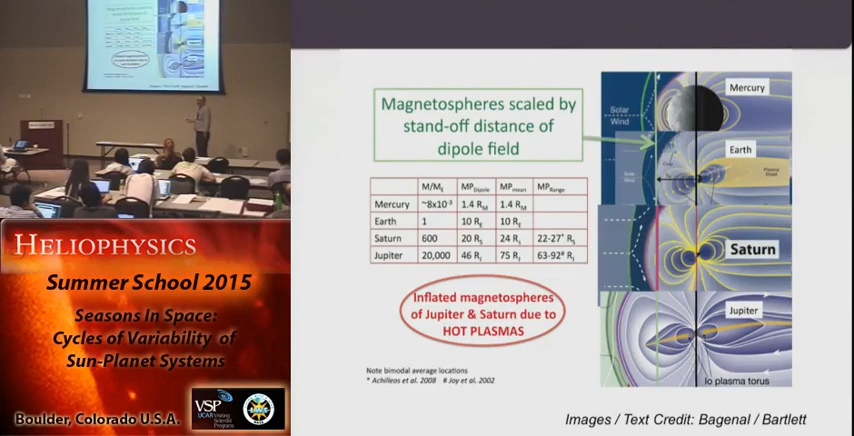 HELIOPHYSICS
Summer School 2015
Seasons In Space:
Cycles of Variability of
Sun-Planet Systems
Boulder, Colorado U.S.A.
VSP
UCAR Visiting
Scientist
Programs
Magnetospheres scaled by
stand-off distance of
dipole field
M/M_E MP_Dipole MP_mean MP_Range
Mercury ~8x10⁻³ 1.4 R_M 1.4 R_M
Earth 1 10 R_E 10 R_E
Saturn 600 20 R_S 24 R_S 22-27* R_S
Jupiter 20,000 46 R_J 75 R_J 63-92# R_J
Inflated magnetospheres
of Jupiter & Saturn due to
HOT PLASMAS
Note bimodal average locations
* Achilleos et al. 2008 # Joy et al. 2002
Solar
Wind
Mercury
Earth
Plasma
Sheet
Saturn
Jupiter
Io plasma torus
Images / Text Credit: Bagenal / Bartlett